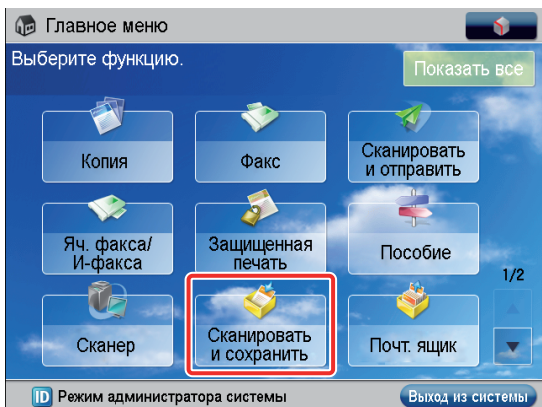 Главное меню
Выберите функцию.
Показать все
Копия
Факс
Сканировать
и отправить
Яч. факса/
И-факса
Защищенная
печать
Пособие
1/2
Сканер
Сканировать
и сохранить
Почт. ящик
ID Режим администратора системы
Выход из системы